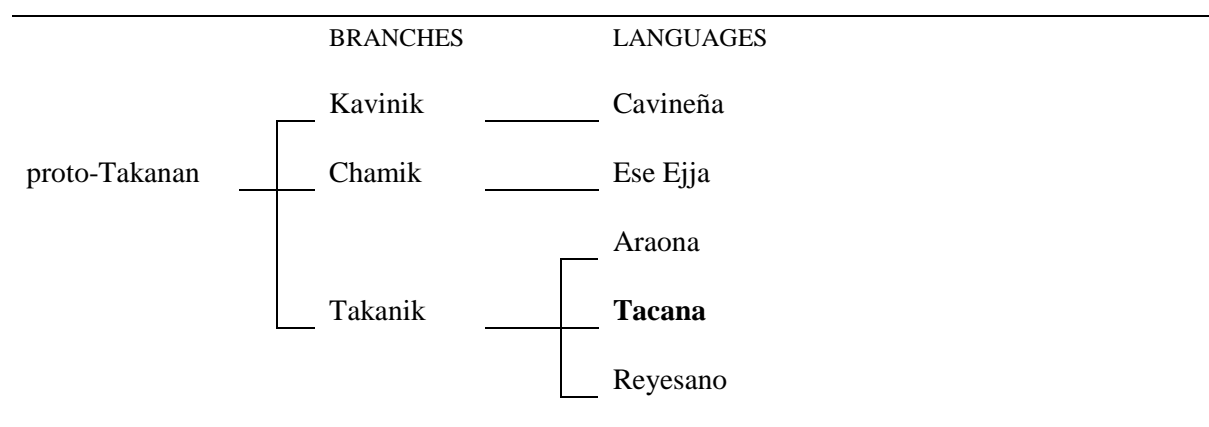 BRANCHES LANGUAGES
Kavinik Cavineña
proto-Takanan Chamik Ese Ejja
Araona
Takanik Tacana
Reyesano